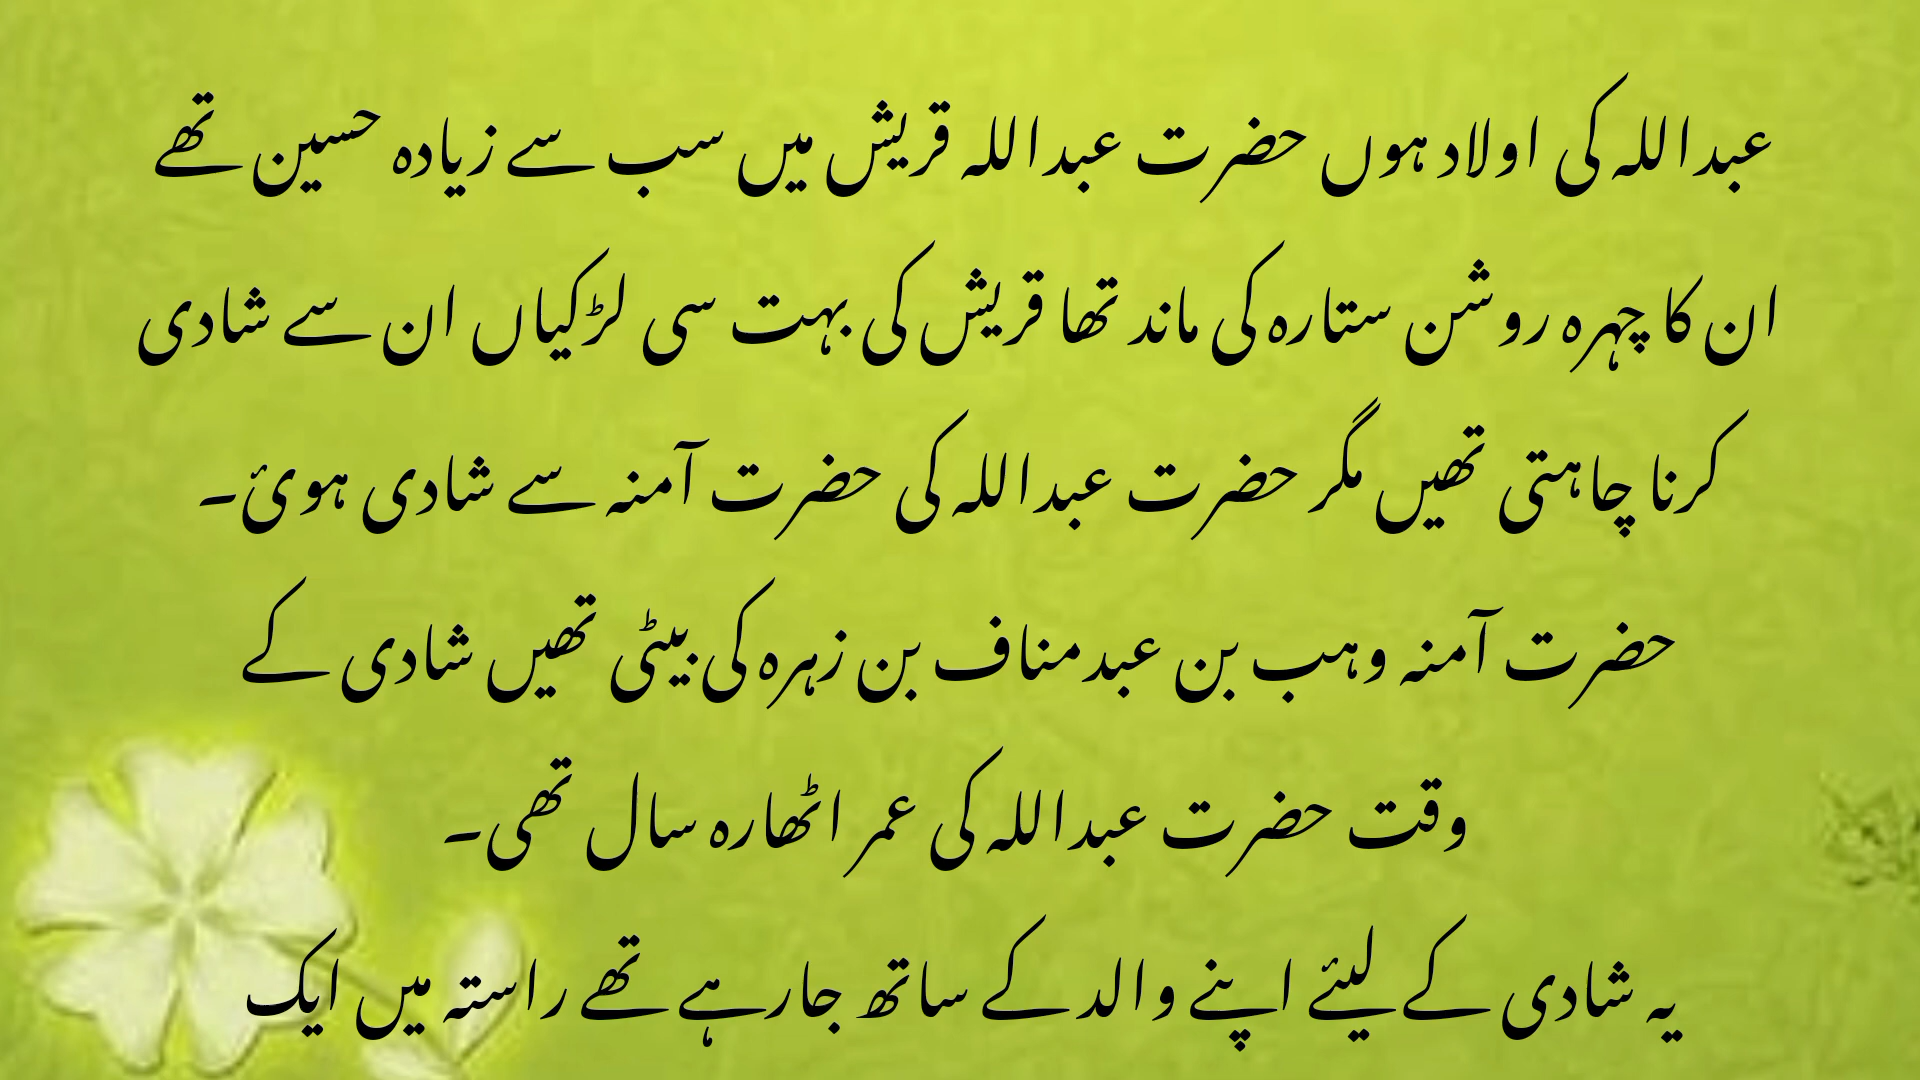 عبداللہ کی اولاد ہوں حضرت عبداللہ قریش میں سب سے زیادہ حسین تھے
ان کا چہرہ روشن ستارہ کی ماند تھا قریش کی بہت سی لڑکیاں ان سے شادی
کرنا چاہتی تھیں مگر حضرت عبداللہ کی حضرت آمنہ سے شادی ہوئ۔
حضرت آمنہ وہب بن عبدمناف بن زہرہ کی بیٹی تھیں شادی کے
وقت حضرت عبداللہ کی عمر اٹھارہ سال تھی۔
یہ شادی کے لیئے اپنے والد کے ساتھ جارہے تھے راستہ میں ایک